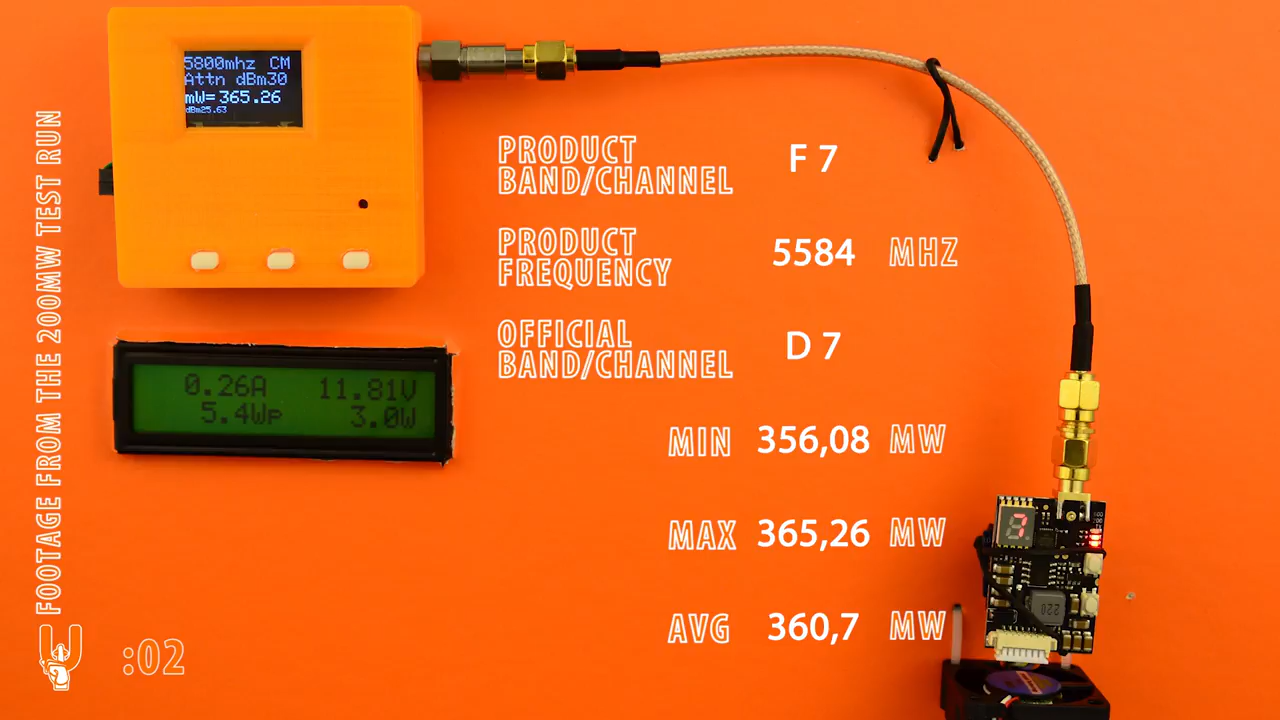 5800mhz CM
Attn dBm30
mW=365.26
dBm25.63
0.26A 11.81V
5.4Wp 3.0W
FOOTAGE FROM THE 200MW TEST RUN
:02
PRODUCT
BAND/CHANNEL F 7
PRODUCT
FREQUENCY 5584 MHZ
OFFICIAL
BAND/CHANNEL D 7
MIN 356,08 MW
MAX 365,26 MW
AVG 360,7 MW
7
220